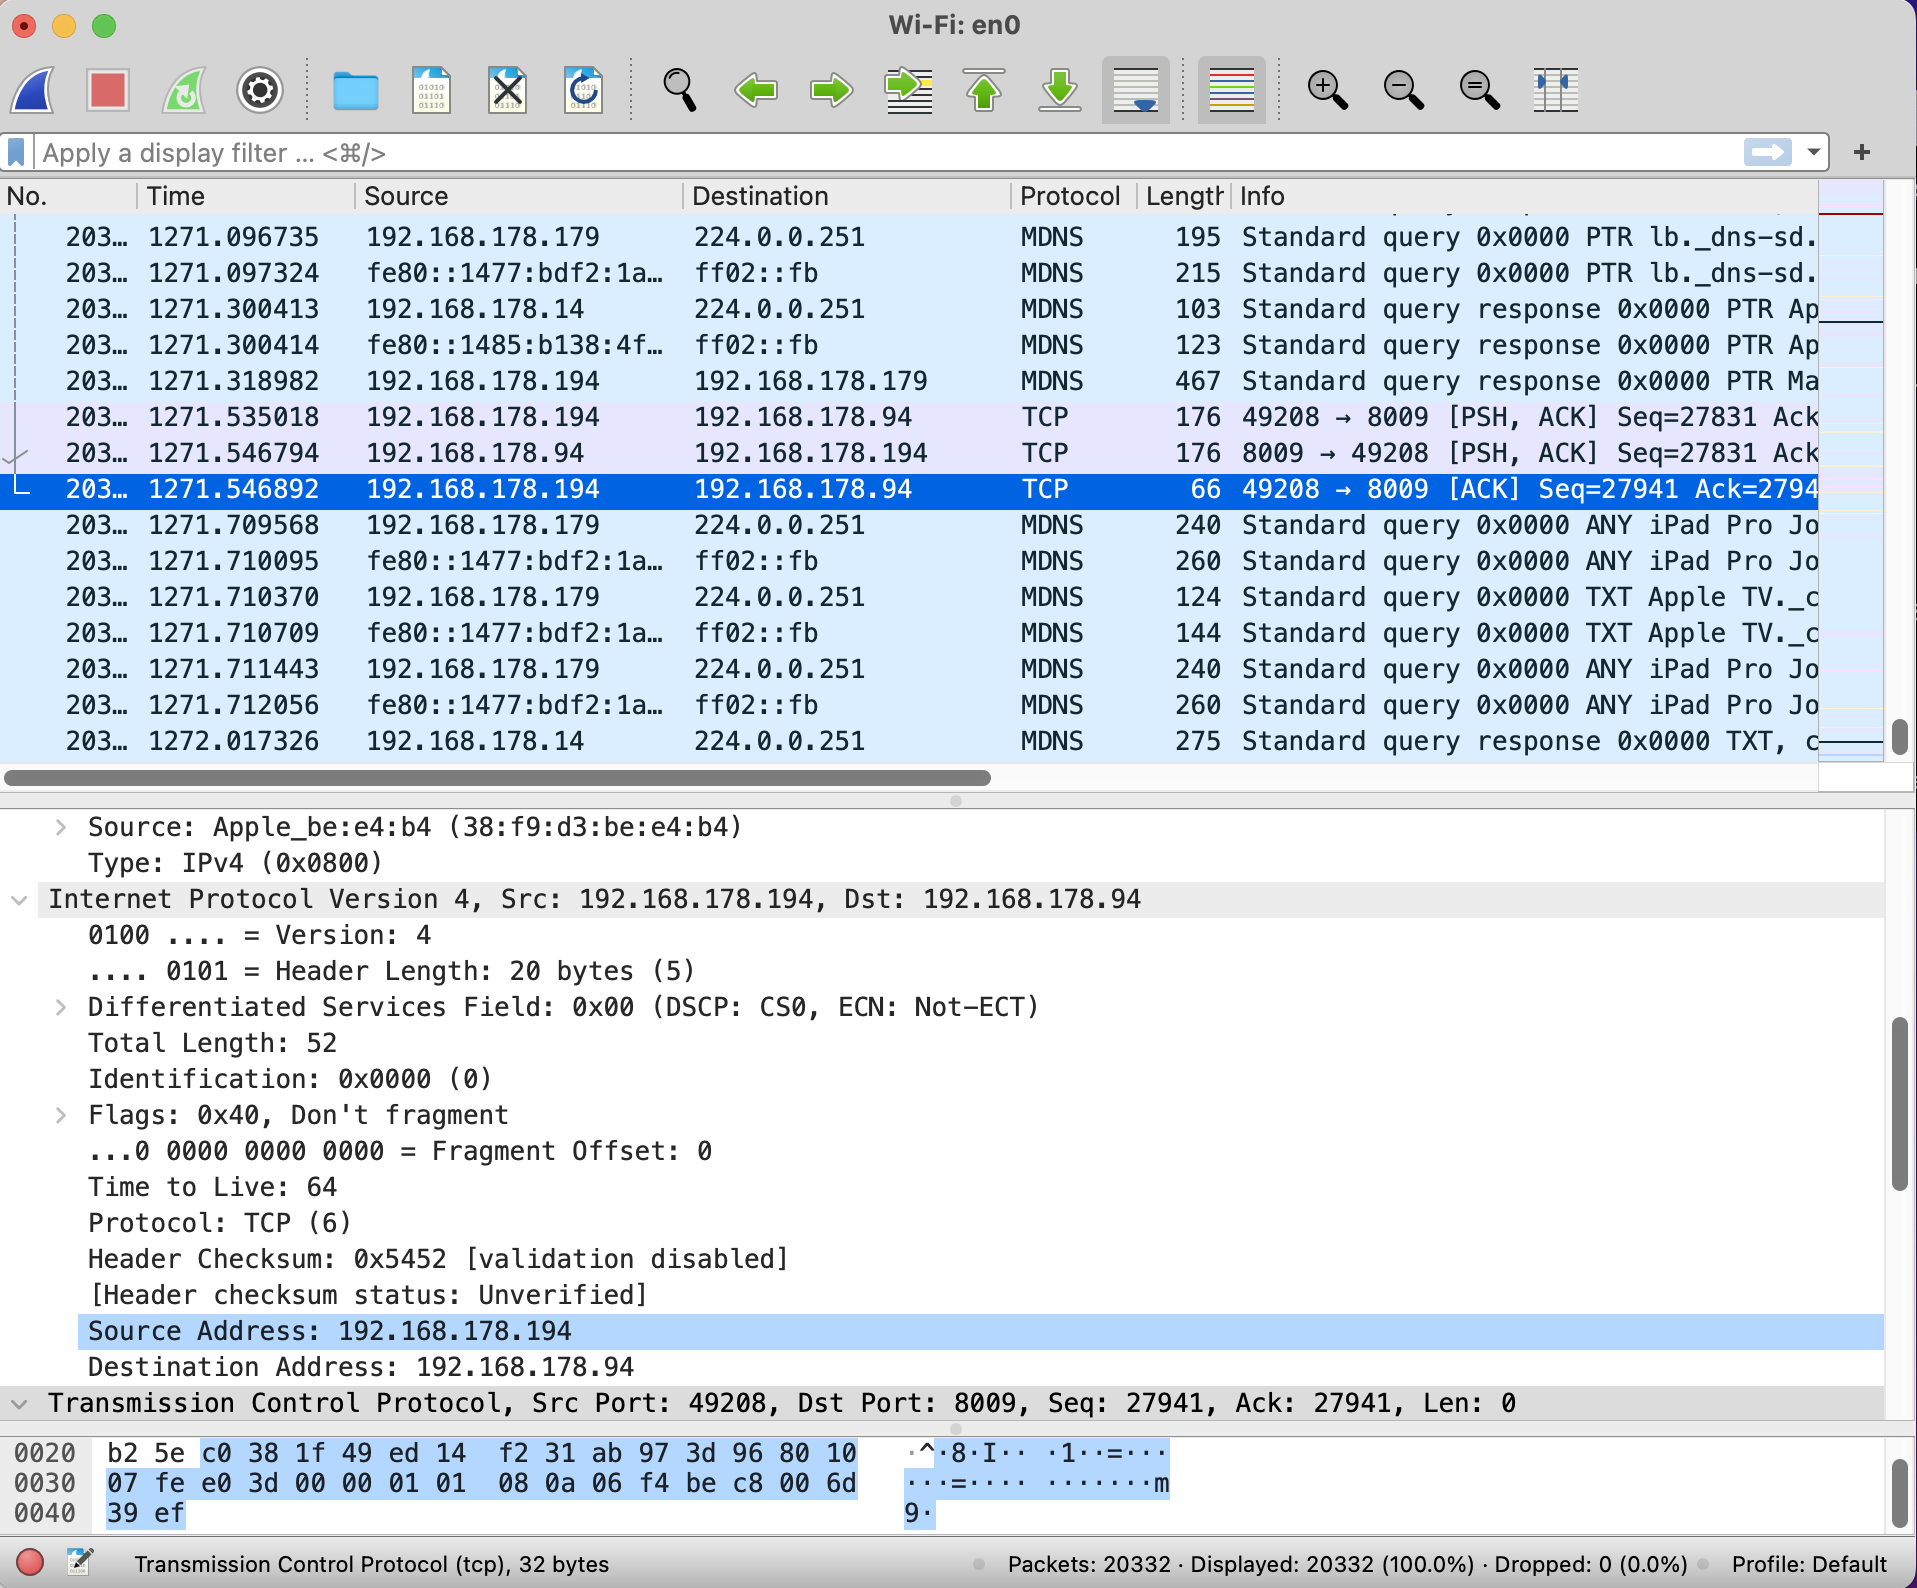 Wi-Fi: en0
Apply a display filter ... <⌘/>
No. Time Source Destination Protocol Length Info
203… 1271.096735 192.168.178.179 224.0.0.251 MDNS 195 Standard query 0x0000 PTR lb._dns-sd.
203… 1271.097324 fe80::1477:bdf2:1a… ff02::fb MDNS 215 Standard query 0x0000 PTR lb._dns-sd.
203… 1271.300413 192.168.178.14 224.0.0.251 MDNS 103 Standard query response 0x0000 PTR Ap
203… 1271.300414 fe80::1485:b138:4f… ff02::fb MDNS 123 Standard query response 0x0000 PTR Ap
203… 1271.318982 192.168.178.194 192.168.178.179 MDNS 467 Standard query response 0x0000 PTR Ma
203… 1271.535018 192.168.178.194 192.168.178.94 TCP 176 49208 → 8009 [PSH, ACK] Seq=27831 Ack
203… 1271.546794 192.168.178.94 192.168.178.194 TCP 176 8009 → 49208 [PSH, ACK] Seq=27831 Ack
203… 1271.546892 192.168.178.194 192.168.178.94 TCP 66 49208 → 8009 [ACK] Seq=27941 Ack=2794
203… 1271.709568 192.168.178.179 224.0.0.251 MDNS 240 Standard query 0x0000 ANY iPad Pro Jo
203… 1271.710095 fe80::1477:bdf2:1a… ff02::fb MDNS 260 Standard query 0x0000 ANY iPad Pro Jo
203… 1271.710370 192.168.178.179 224.0.0.251 MDNS 124 Standard query 0x0000 TXT Apple TV._c
203… 1271.710709 fe80::1477:bdf2:1a… ff02::fb MDNS 144 Standard query 0x0000 TXT Apple TV._c
203… 1271.711443 192.168.178.179 224.0.0.251 MDNS 240 Standard query 0x0000 ANY iPad Pro Jo
203… 1271.712056 fe80::1477:bdf2:1a… ff02::fb MDNS 260 Standard query 0x0000 ANY iPad Pro Jo
203… 1272.017326 192.168.178.14 224.0.0.251 MDNS 275 Standard query response 0x0000 TXT, c
Source: Apple_be:e4:b4 (38:f9:d3:be:e4:b4)
Type: IPv4 (0x0800)
Internet Protocol Version 4, Src: 192.168.178.194, Dst: 192.168.178.94
0100 .... = Version: 4
.... 0101 = Header Length: 20 bytes (5)
Differentiated Services Field: 0x00 (DSCP: CS0, ECN: Not-ECT)
Total Length: 52
Identification: 0x0000 (0)
Flags: 0x40, Don't fragment
...0 0000 0000 0000 = Fragment Offset: 0
Time to Live: 64
Protocol: TCP (6)
Header Checksum: 0x5452 [validation disabled]
[Header checksum status: Unverified]
Source Address: 192.168.178.194
Destination Address: 192.168.178.94
Transmission Control Protocol, Src Port: 49208, Dst Port: 8009, Seq: 27941, Ack: 27941, Len: 0
0020 b2 5e c0 38 1f 49 ed 14 f2 31 ab 97 3d 96 80 10 ·^·8·I·· ·1··=···
0030 07 fe e0 3d 00 00 01 01 08 0a 06 f4 be c8 00 6d ···=···· ·······m
0040 39 ef 9·
Transmission Control Protocol (tcp), 32 bytes
Packets: 20332 · Displayed: 20332 (100.0%) · Dropped: 0 (0.0%)
Profile: Default